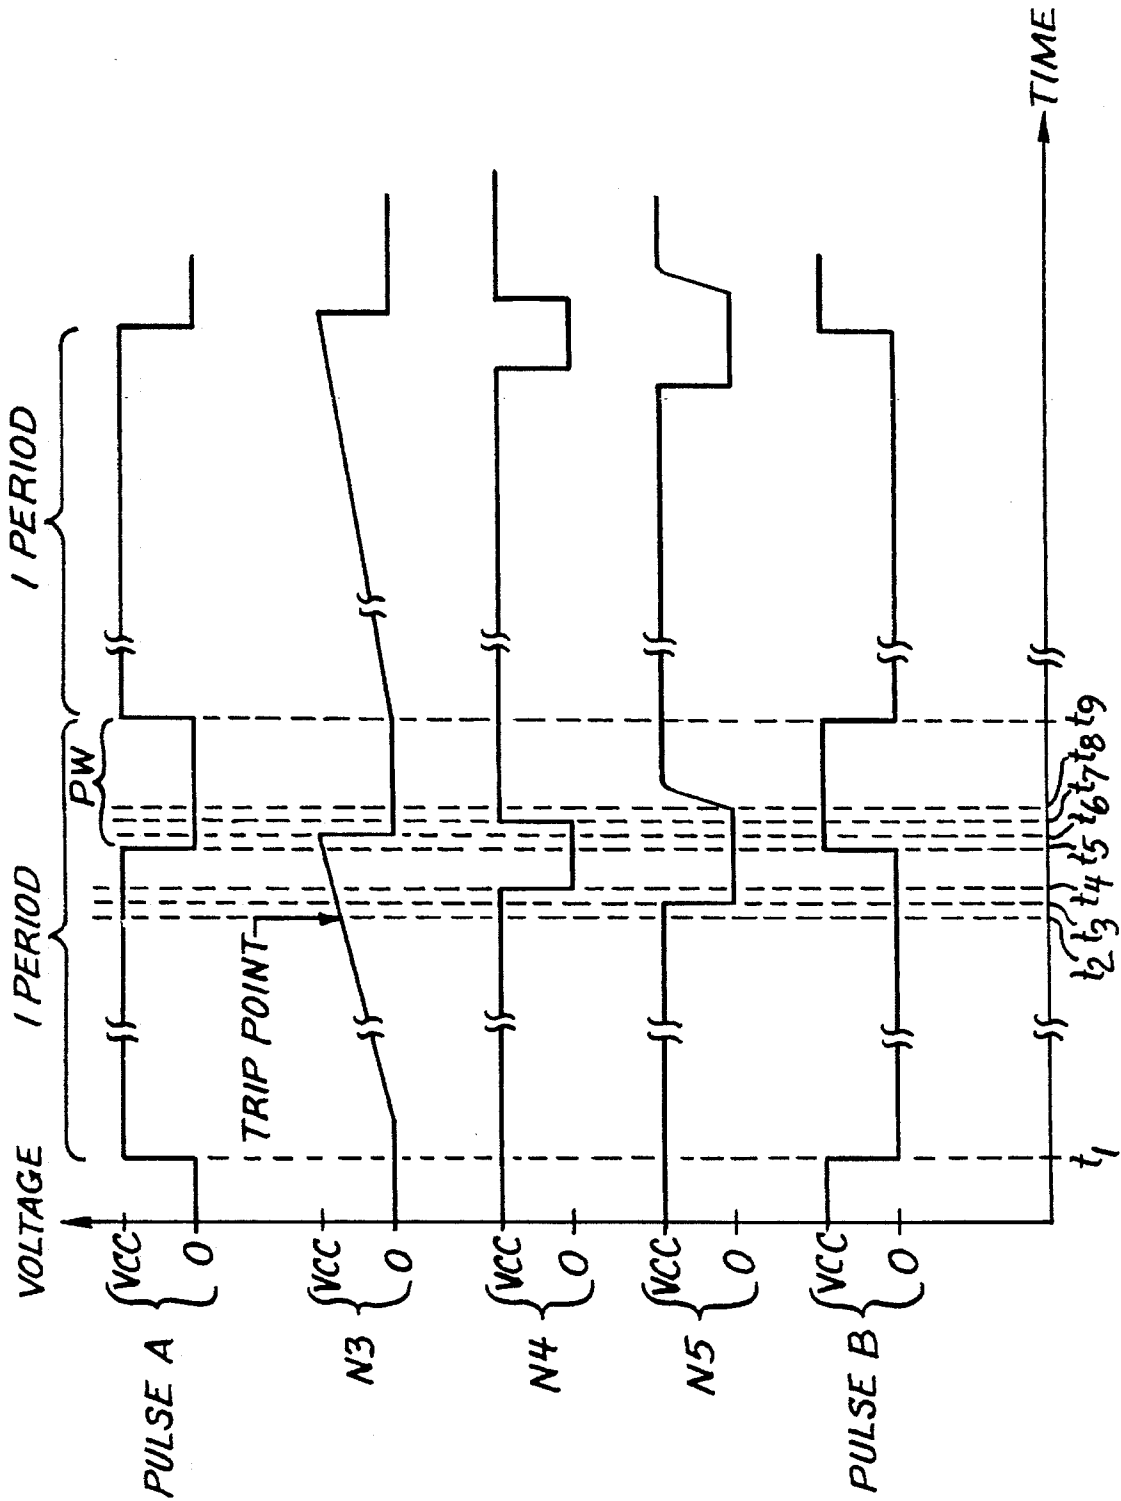 VOLTAGE
1 PERIOD
1 PERIOD
PW
PULSE A
VCC
0
TRIP POINT
N3
VCC
0
N4
VCC
0
N5
VCC
0
PULSE B
VCC
0
t1
t2
t3
t4
t5
t6
t7
t8
t9
TIME